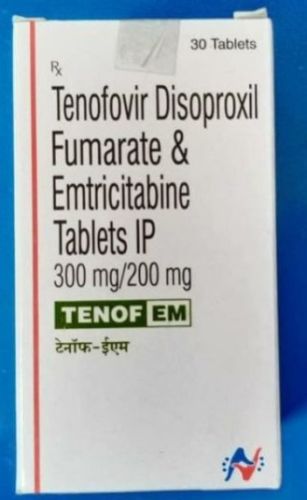 30 Tablets
Rx
Tenofovir Disoproxil
Fumarate &
Emtricitabine
Tablets IP
300 mg/200 mg
TENOF EM
टेनॉफ-ईएम